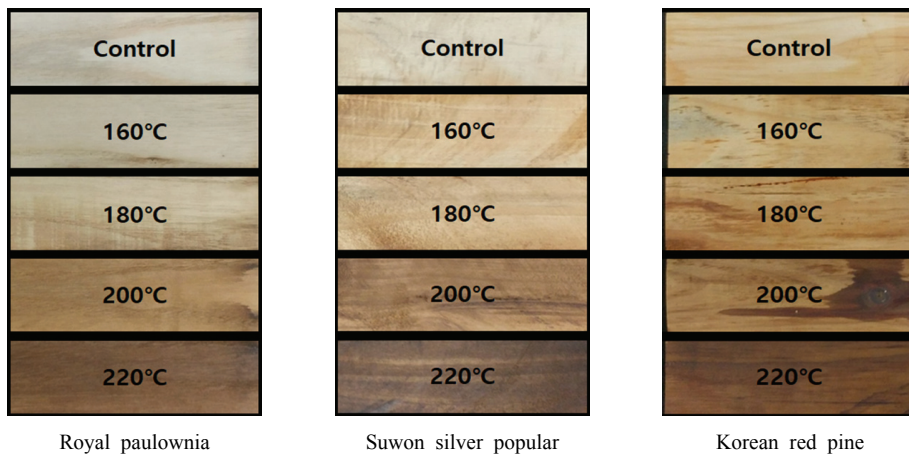 Control
160℃
180℃
200℃
220℃
Royal paulownia
Control
160℃
180℃
200℃
220℃
Suwon silver popular
Control
160℃
180℃
200℃
220℃
Korean red pine